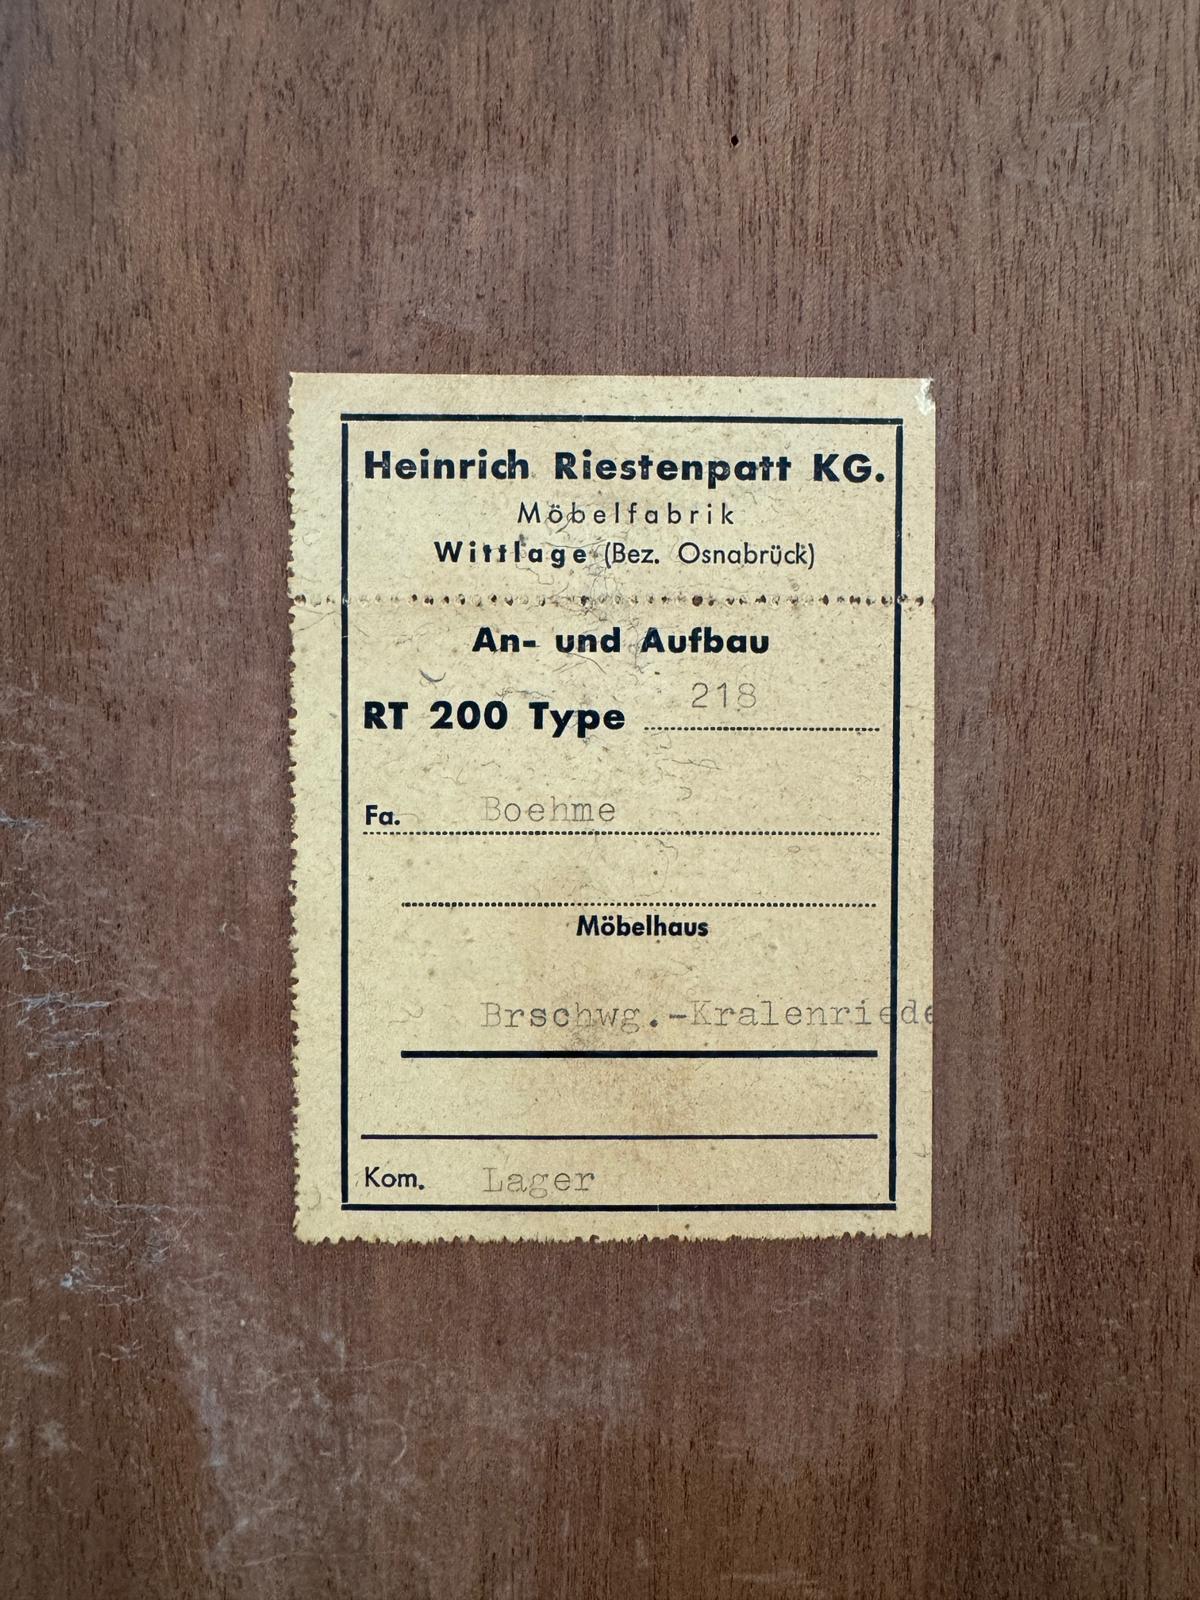 Heinrich Riestenpatt KG.
Möbelfabrik
Wittlage (Bez. Osnabrück)
An- und Aufbau
RT 200 Type 218
Fa. Boehme
Möbelhaus
Brschwg.-Kralenriede
Kom. Lager